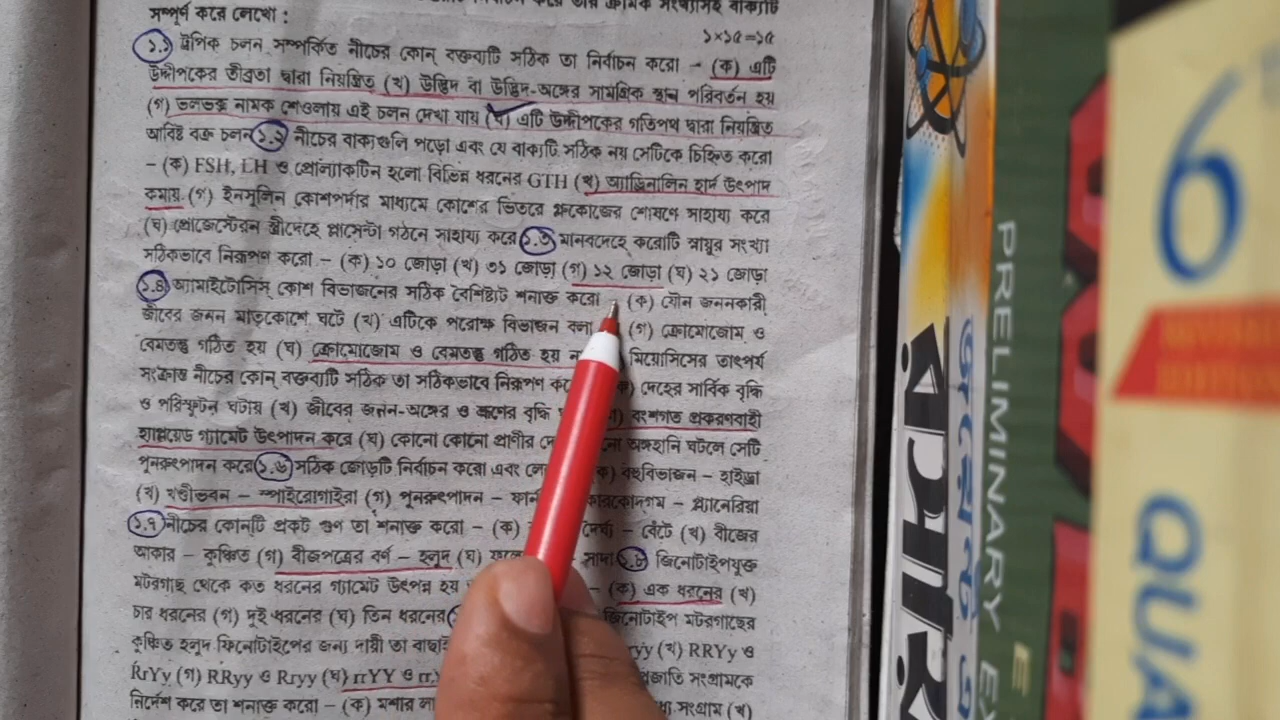 সম্পূর্ণ করে লেখো :
১×১৫=১৫
১.১ ট্রপিক চলন সম্পর্কিত নীচের কোন্ বক্তব্যটি সঠিক তা নির্বাচন করো – (ক) এটি
উদ্দীপকের তীব্রতা দ্বারা নিয়ন্ত্রিত (খ) উদ্ভিদ বা উদ্ভিদ-অঙ্গের সামগ্রিক স্থান পরিবর্তন হয়
(গ) ভলভক্স নামক শেওলায় এই চলন দেখা যায় (ঘ) এটি উদ্দীপকের গতিপথ দ্বারা নিয়ন্ত্রিত
আবিষ্ট বক্র চলন ১.২ নীচের বাক্যগুলি পড়ো এবং যে বাক্যটি সঠিক নয় সেটিকে চিহ্নিত করো
– (ক) FSH, LH ও প্রোল্যাকটিন হলো বিভিন্ন ধরনের GTH (খ) অ্যাড্রিনালিন হার্দ উৎপাদ
কমায় (গ) ইনসুলিন কোশপর্দার মাধ্যমে কোশের ভিতরে গ্লুকোজের শোষণে সাহায্য করে
(ঘ) প্রোজেস্টেরন স্ত্রীদেহে প্লাসেন্টা গঠনে সাহায্য করে ১.৩ মানবদেহে করোটি স্নায়ুর সংখ্যা
সঠিকভাবে নিরূপণ করো – (ক) ১০ জোড়া (খ) ৩১ জোড়া (গ) ১২ জোড়া (ঘ) ২১ জোড়া
১.৪ অ্যামাইটোসিস্ কোশ বিভাজনের সঠিক বৈশিষ্ট্যটি শনাক্ত করো – (ক) যৌন জননকারী
জীবের জনন মাতৃকোশে ঘটে (খ) এটিকে পরোক্ষ বিভাজন বলা (গ) ক্রোমোজোম ও
বেমতন্তু গঠিত হয় (ঘ) ক্রোমোজোম ও বেমতন্তু গঠিত হয় না মিয়োসিসের তাৎপর্য
সংক্রান্ত নীচের কোন্ বক্তব্যটি সঠিক তা সঠিকভাবে নিরূপণ ক) দেহের সার্বিক বৃদ্ধি
ও পরিস্ফুটন ঘটায় (খ) জীবের জনন-অঙ্গের ও ভ্রূণের বৃদ্ধি বংশগত প্রকরণবাহী
হ্যাপ্লয়েড গ্যামেট উৎপাদন করে (ঘ) কোনো কোনো প্রাণীর অঙ্গহানি ঘটলে সেটি
পুনরুৎপাদন করে ১.৬ সঠিক জোড়টি নির্বাচন করো এবং ক) বহুবিভাজন – হাইড্রা
(খ) খণ্ডীভবন – স্পাইরোগাইরা (গ) পুনরুৎপাদন – ফার্ন কোরকোদগম – প্ল্যানেরিয়া
১.৭ নীচের কোনটি প্রকট গুণ তা শনাক্ত করো – (ক) দৈর্ঘ্য – বেঁটে (খ) বীজের
আকার – কুঞ্চিত (গ) বীজপত্রের বর্ণ – হলুদ (ঘ) সাদা ১.৮ জিনোটাইপযুক্ত
মটরগাছ থেকে কত ধরনের গ্যামেট উৎপন্ন হয় – (ক) এক ধরনের (খ)
চার ধরনের (গ) দুই ধরনের (ঘ) তিন ধরনের জিনোটাইপ মটরগাছের
কুঞ্চিত হলুদ ফিনোটাইপের জন্য দায়ী তা বাছাই ryy (খ) RRYy ও
RrYy (গ) RRyy ও Rryy (ঘ) rrYY ও rr প্রজাতি সংগ্রামকে
নির্দেশ করে তা শনাক্ত করো – (ক) মশার সংগ্রাম (খ)
PRELIMINARY
E
6
QUA